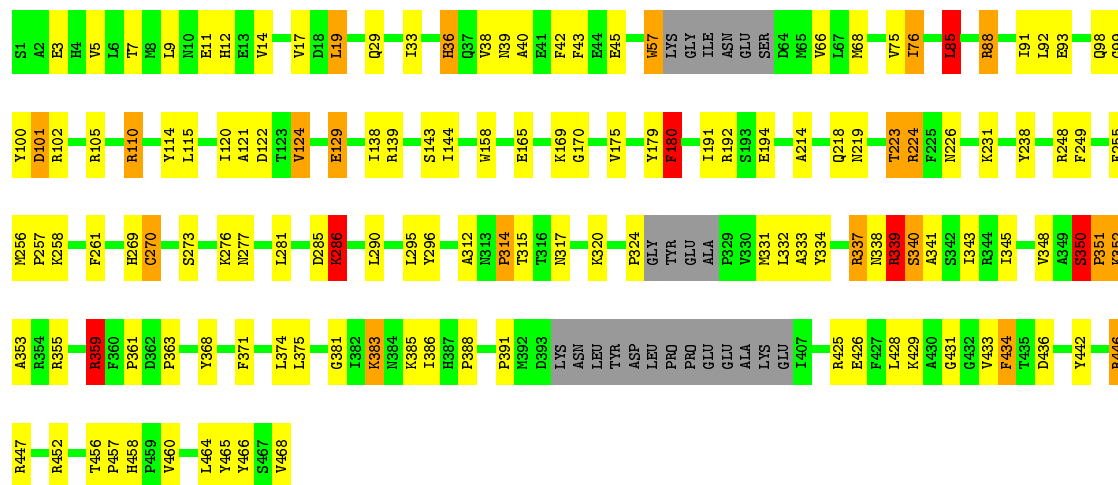 S1 A2 E3 H4 V5 L6 T7 M8 L9 N10 E11 H12 E13 V14 V17 D18 L19 Q29 I33 H36 Q37 V38 N39 A40 E41 F42 F43 E44 E45 W57 LYS GLY ILE ASN GLU SER D64 M65 V66 L67 M68 V75 I76 L85 R88 I91 L92 E93 Q98 G99
Y100 D101 R102 R105 R110 Y114 L115 I120 A121 D122 T123 V124 E129 I138 R139 S143 I144 W158 E165 K169 G170 V175 Y179 F180 I191 R192 S193 E194 A214 Q218 N219 T223 R224 F225 N226 K231 Y238 R248 F249
M256 P257 K258 F261 H269 C270 S273 K276 N277 L281 D285 K286 L290 L295 Y296 A312 N313 P314 T315 T316 N317 K320 P324 GLY TYR GLU ALA P329 V330 M331 L332 A333 Y334 R337 N338 R339 S340 A341 S342 I343 R344 I345 V348 A349 S350 P351 K352
A353 R354 R355 R359 F360 P361 D362 P363 Y368 F371 L374 L375 G381 I382 K383 N384 K385 I386 H387 P388 P391 M392 D393 LYS ASN LEU TYR ASP LEU PRO PRO GLU GLU ALA LYS GLU I407 R425 E426 F427 L428 K429 A430 G431 G432 V433 F434 T435 D436 Y442 R446
R447 R452 T456 P457 H458 P459 V460 L464 Y465 Y466 S467 V468